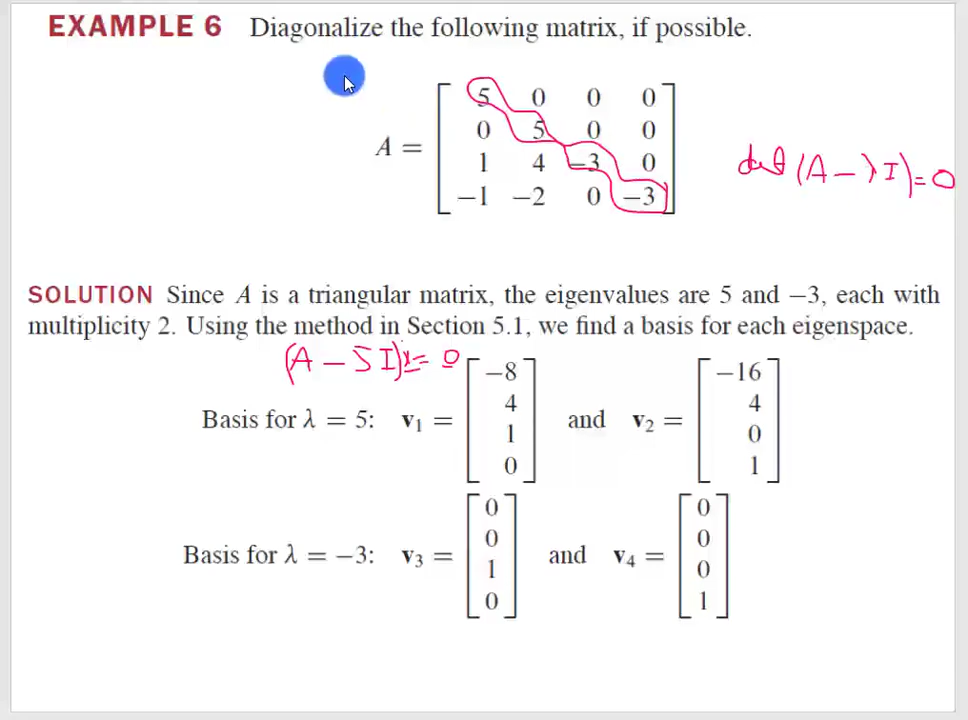 EXAMPLE 6 Diagonalize the following matrix, if possible.
A = [ 5 0 0 0
0 5 0 0
1 4 −3 0
−1 −2 0 −3 ]
det (A − λI) = 0
SOLUTION Since A is a triangular matrix, the eigenvalues are 5 and −3, each with
multiplicity 2. Using the method in Section 5.1, we find a basis for each eigenspace.
(A − 5I)x = 0
Basis for λ = 5: v₁ = [ −8 4 1 0 ] and v₂ = [ −16 4 0 1 ]
Basis for λ = −3: v₃ = [ 0 0 1 0 ] and v₄ = [ 0 0 0 1 ]